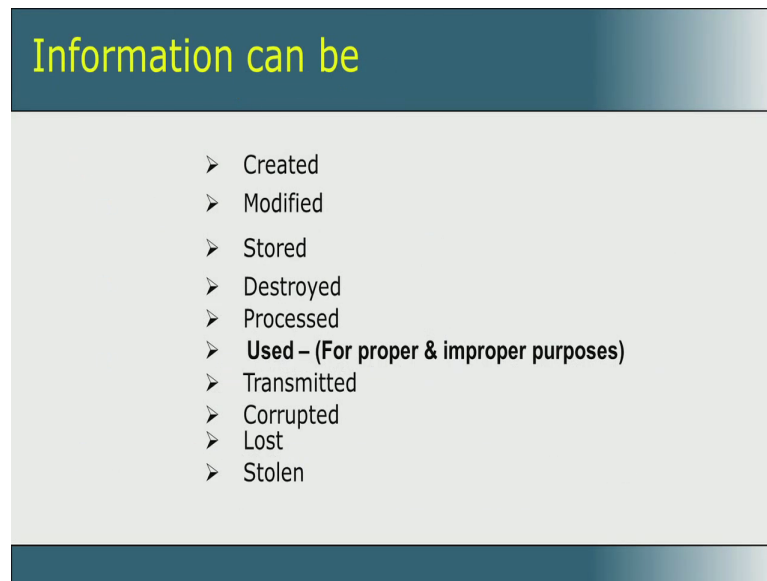 Information can be
➢ Created
➢ Modified
➢ Stored
➢ Destroyed
➢ Processed
➢ Used – (For proper & improper purposes)
➢ Transmitted
➢ Corrupted
➢ Lost
➢ Stolen